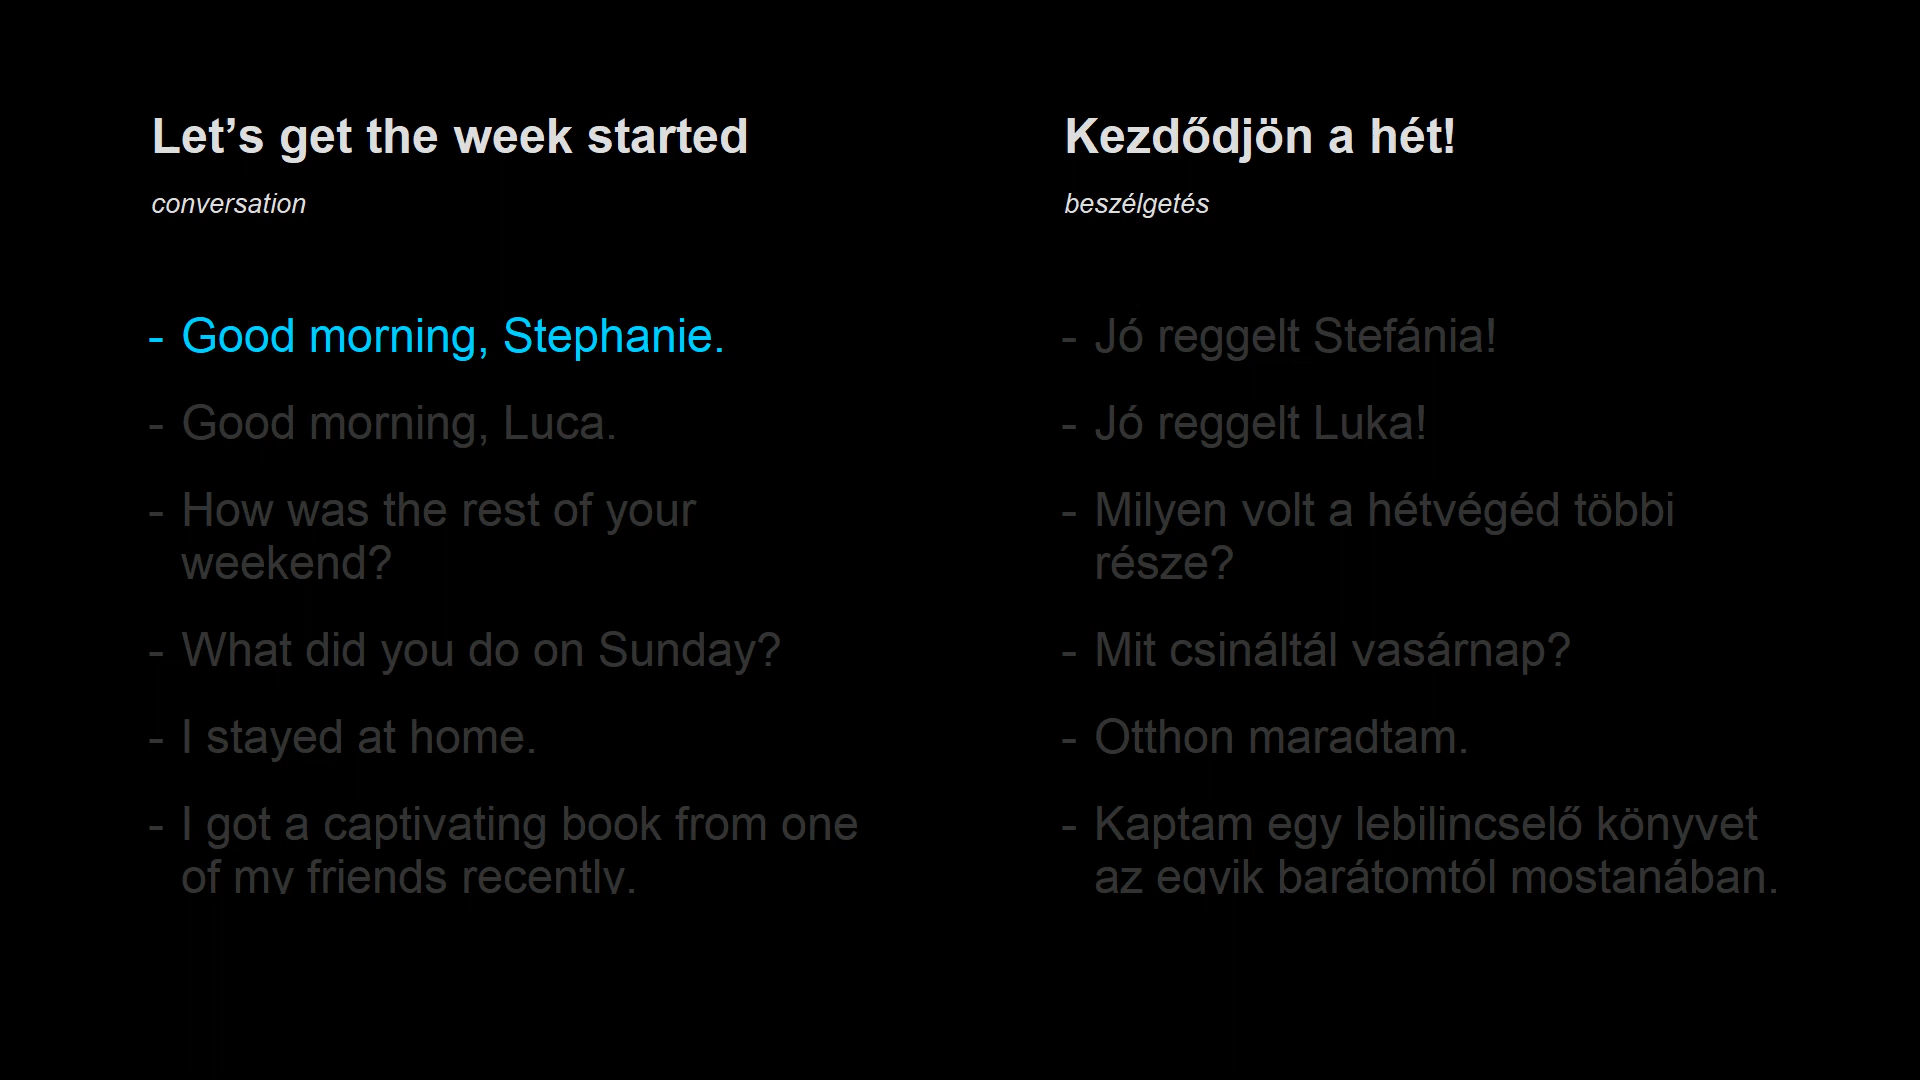 Let’s get the week started
conversation
- Good morning, Stephanie.
- Good morning, Luca.
- How was the rest of your
weekend?
- What did you do on Sunday?
- I stayed at home.
- I got a captivating book from one
of my friends recently.
Kezdődjön a hét!
beszélgetés
- Jó reggelt Stefánia!
- Jó reggelt Luka!
- Milyen volt a hétvégéd többi
része?
- Mit csináltál vasárnap?
- Otthon maradtam.
- Kaptam egy lebilincselő könyvet
az egyik barátomtól mostanában.